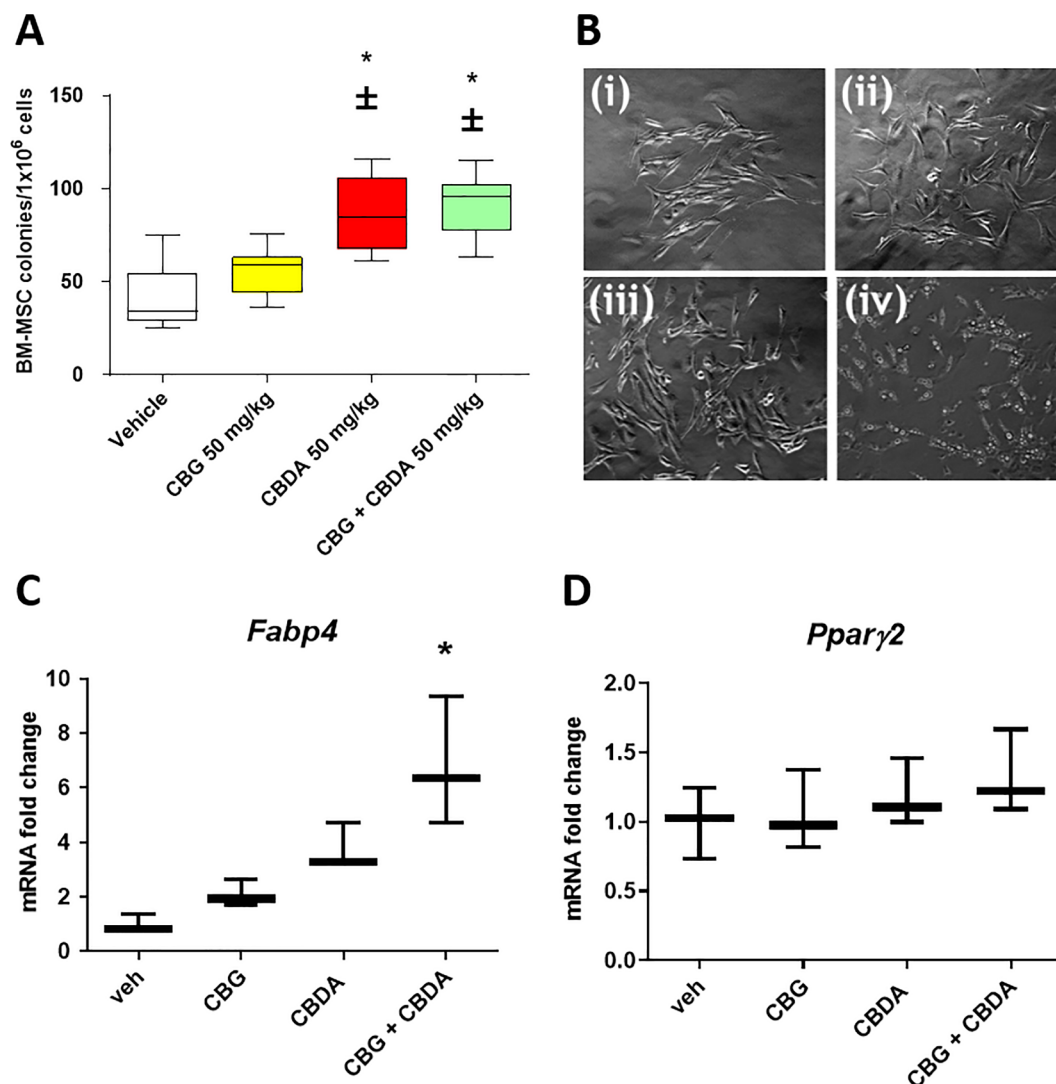 A
BM-MSC colonies/1x10⁶ cells
150
100
50
0
*
‡
*
‡
Vehicle
CBG 50 mg/kg
CBDA 50 mg/kg
CBG + CBDA 50 mg/kg
B
(i)
(ii)
(iii)
(iv)
C
Fabp4
mRNA fold change
10
8
6
4
2
0
*
veh
CBG
CBDA
CBG + CBDA
D
Pparγ2
mRNA fold change
2.0
1.5
1.0
0.5
0.0
veh
CBG
CBDA
CBG + CBDA